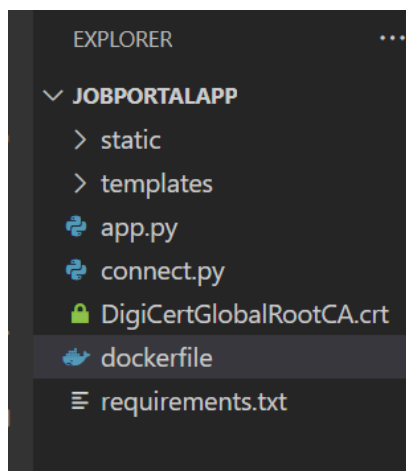 EXPLORER ...
JOBPORTALAPP
static
templates
app.py
connect.py
DigiCertGlobalRootCA.crt
dockerfile
requirements.txt